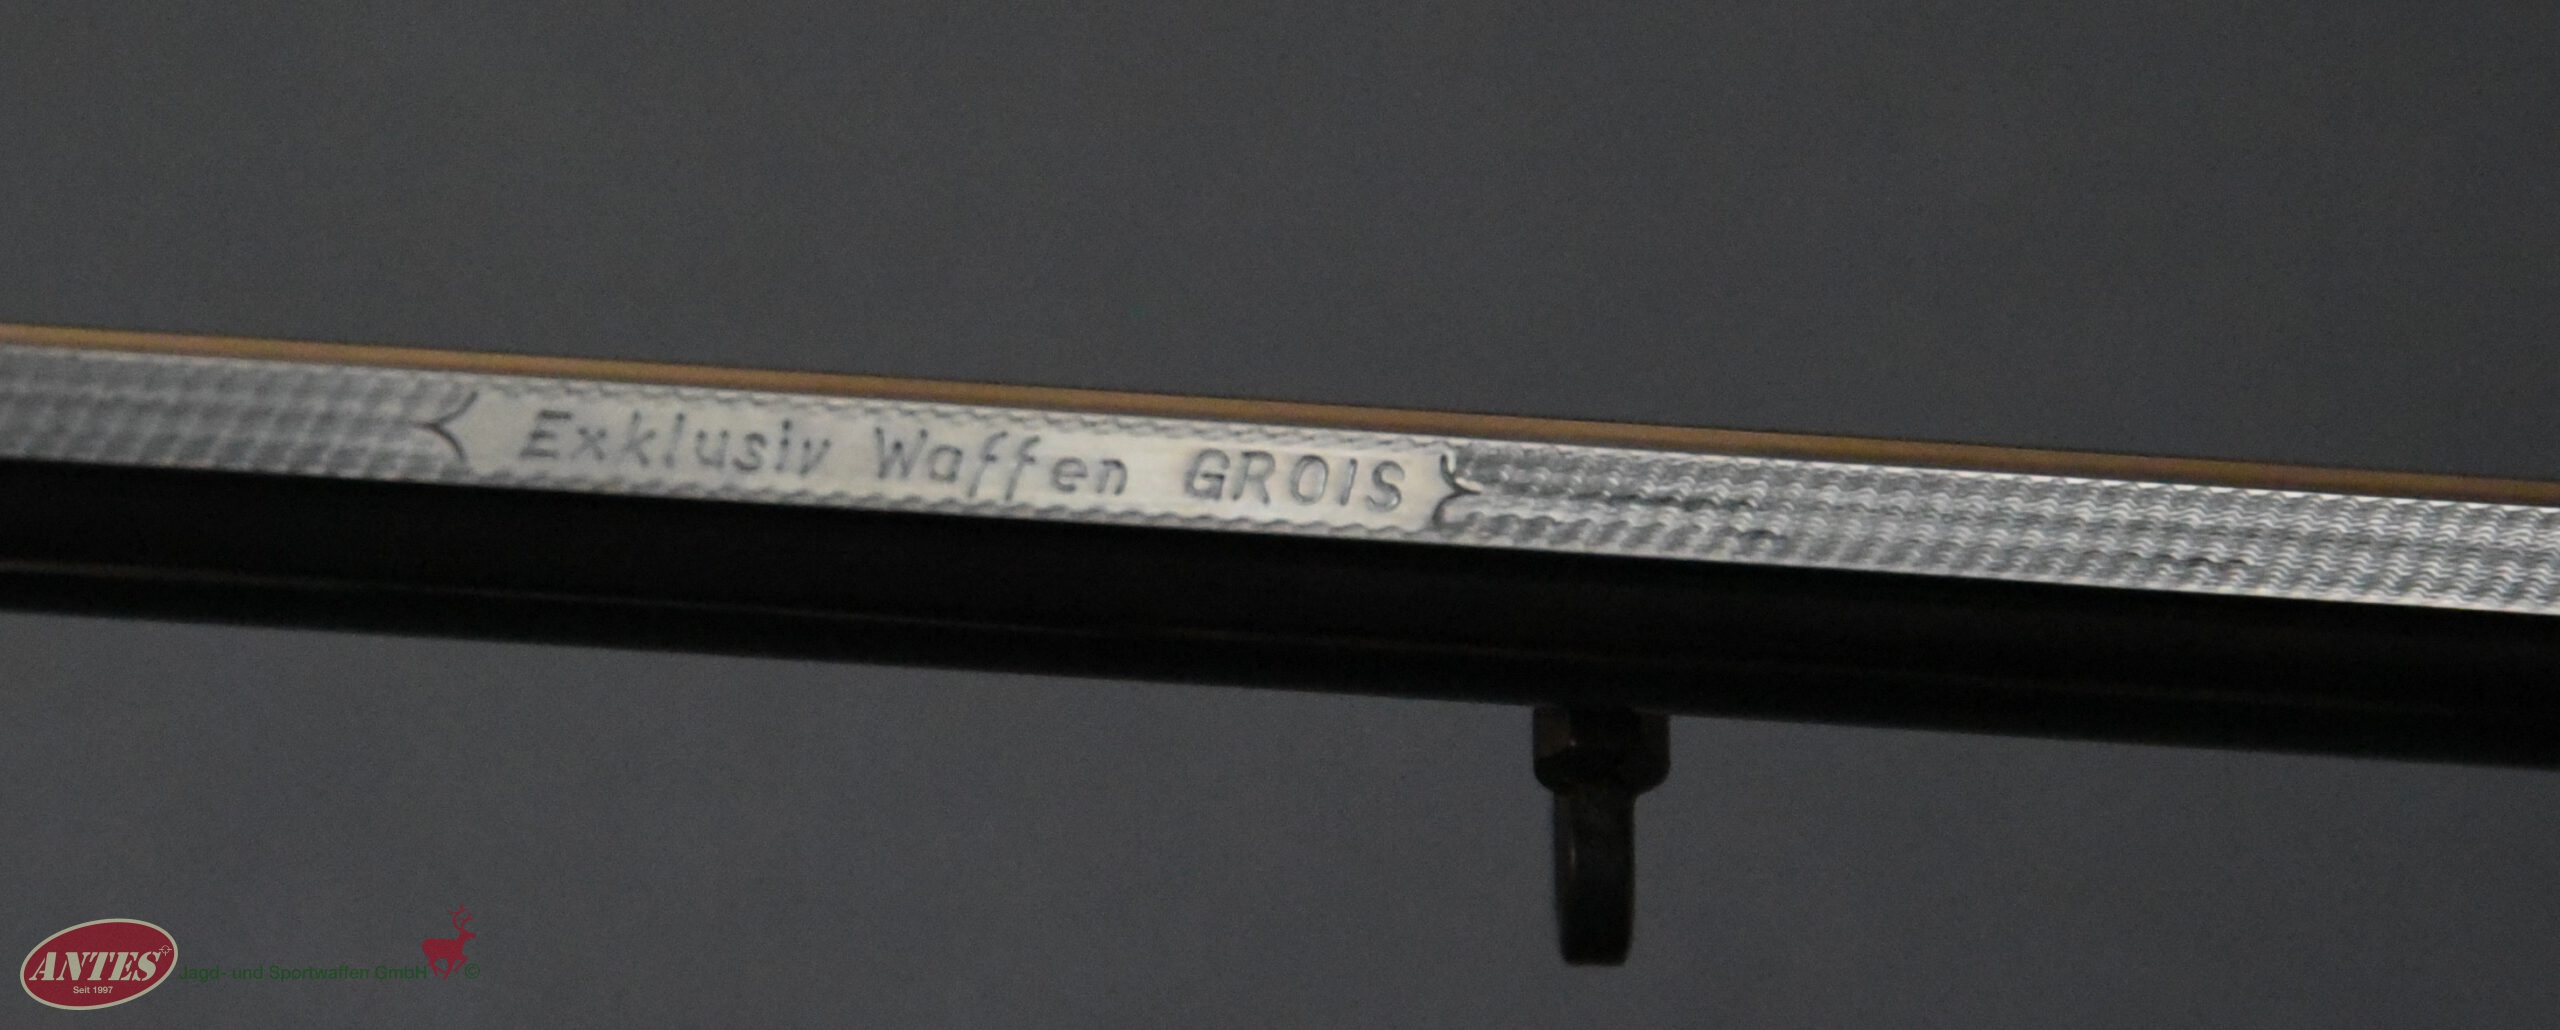 Exklusiv Waffen GROIS
ANTES Jagd- und Sportwaffen GmbH ©
Seit 1997